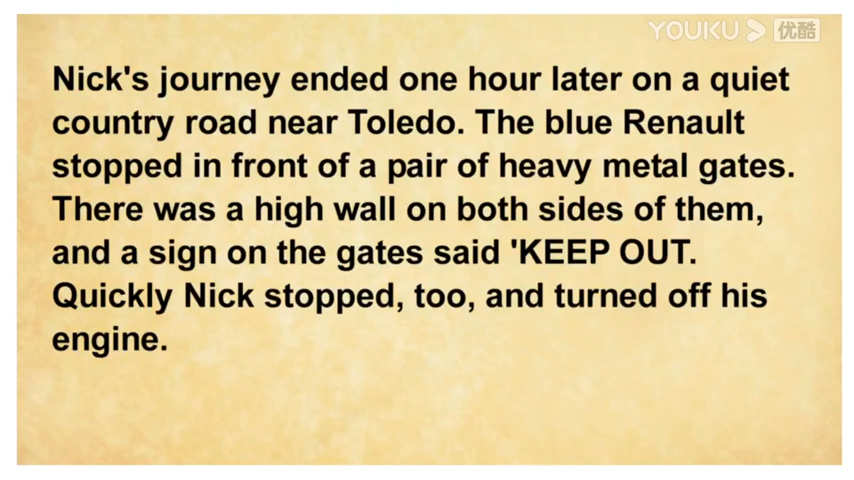 YOUKU 优酷
Nick's journey ended one hour later on a quiet
country road near Toledo. The blue Renault
stopped in front of a pair of heavy metal gates.
There was a high wall on both sides of them,
and a sign on the gates said 'KEEP OUT.
Quickly Nick stopped, too, and turned off his
engine.